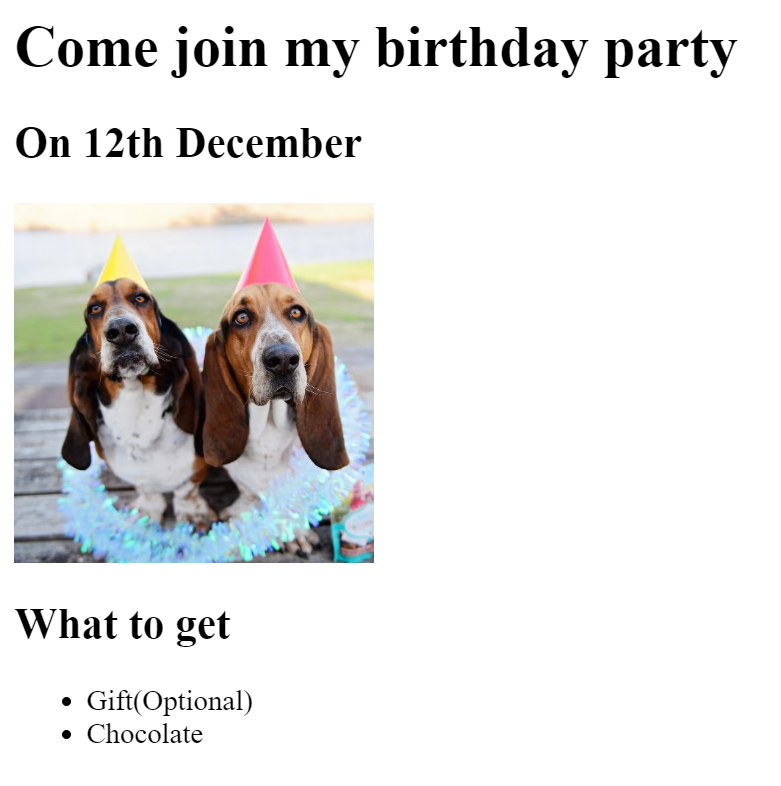 Come join my birthday party
On 12th December
What to get
Gift(Optional)
Chocolate